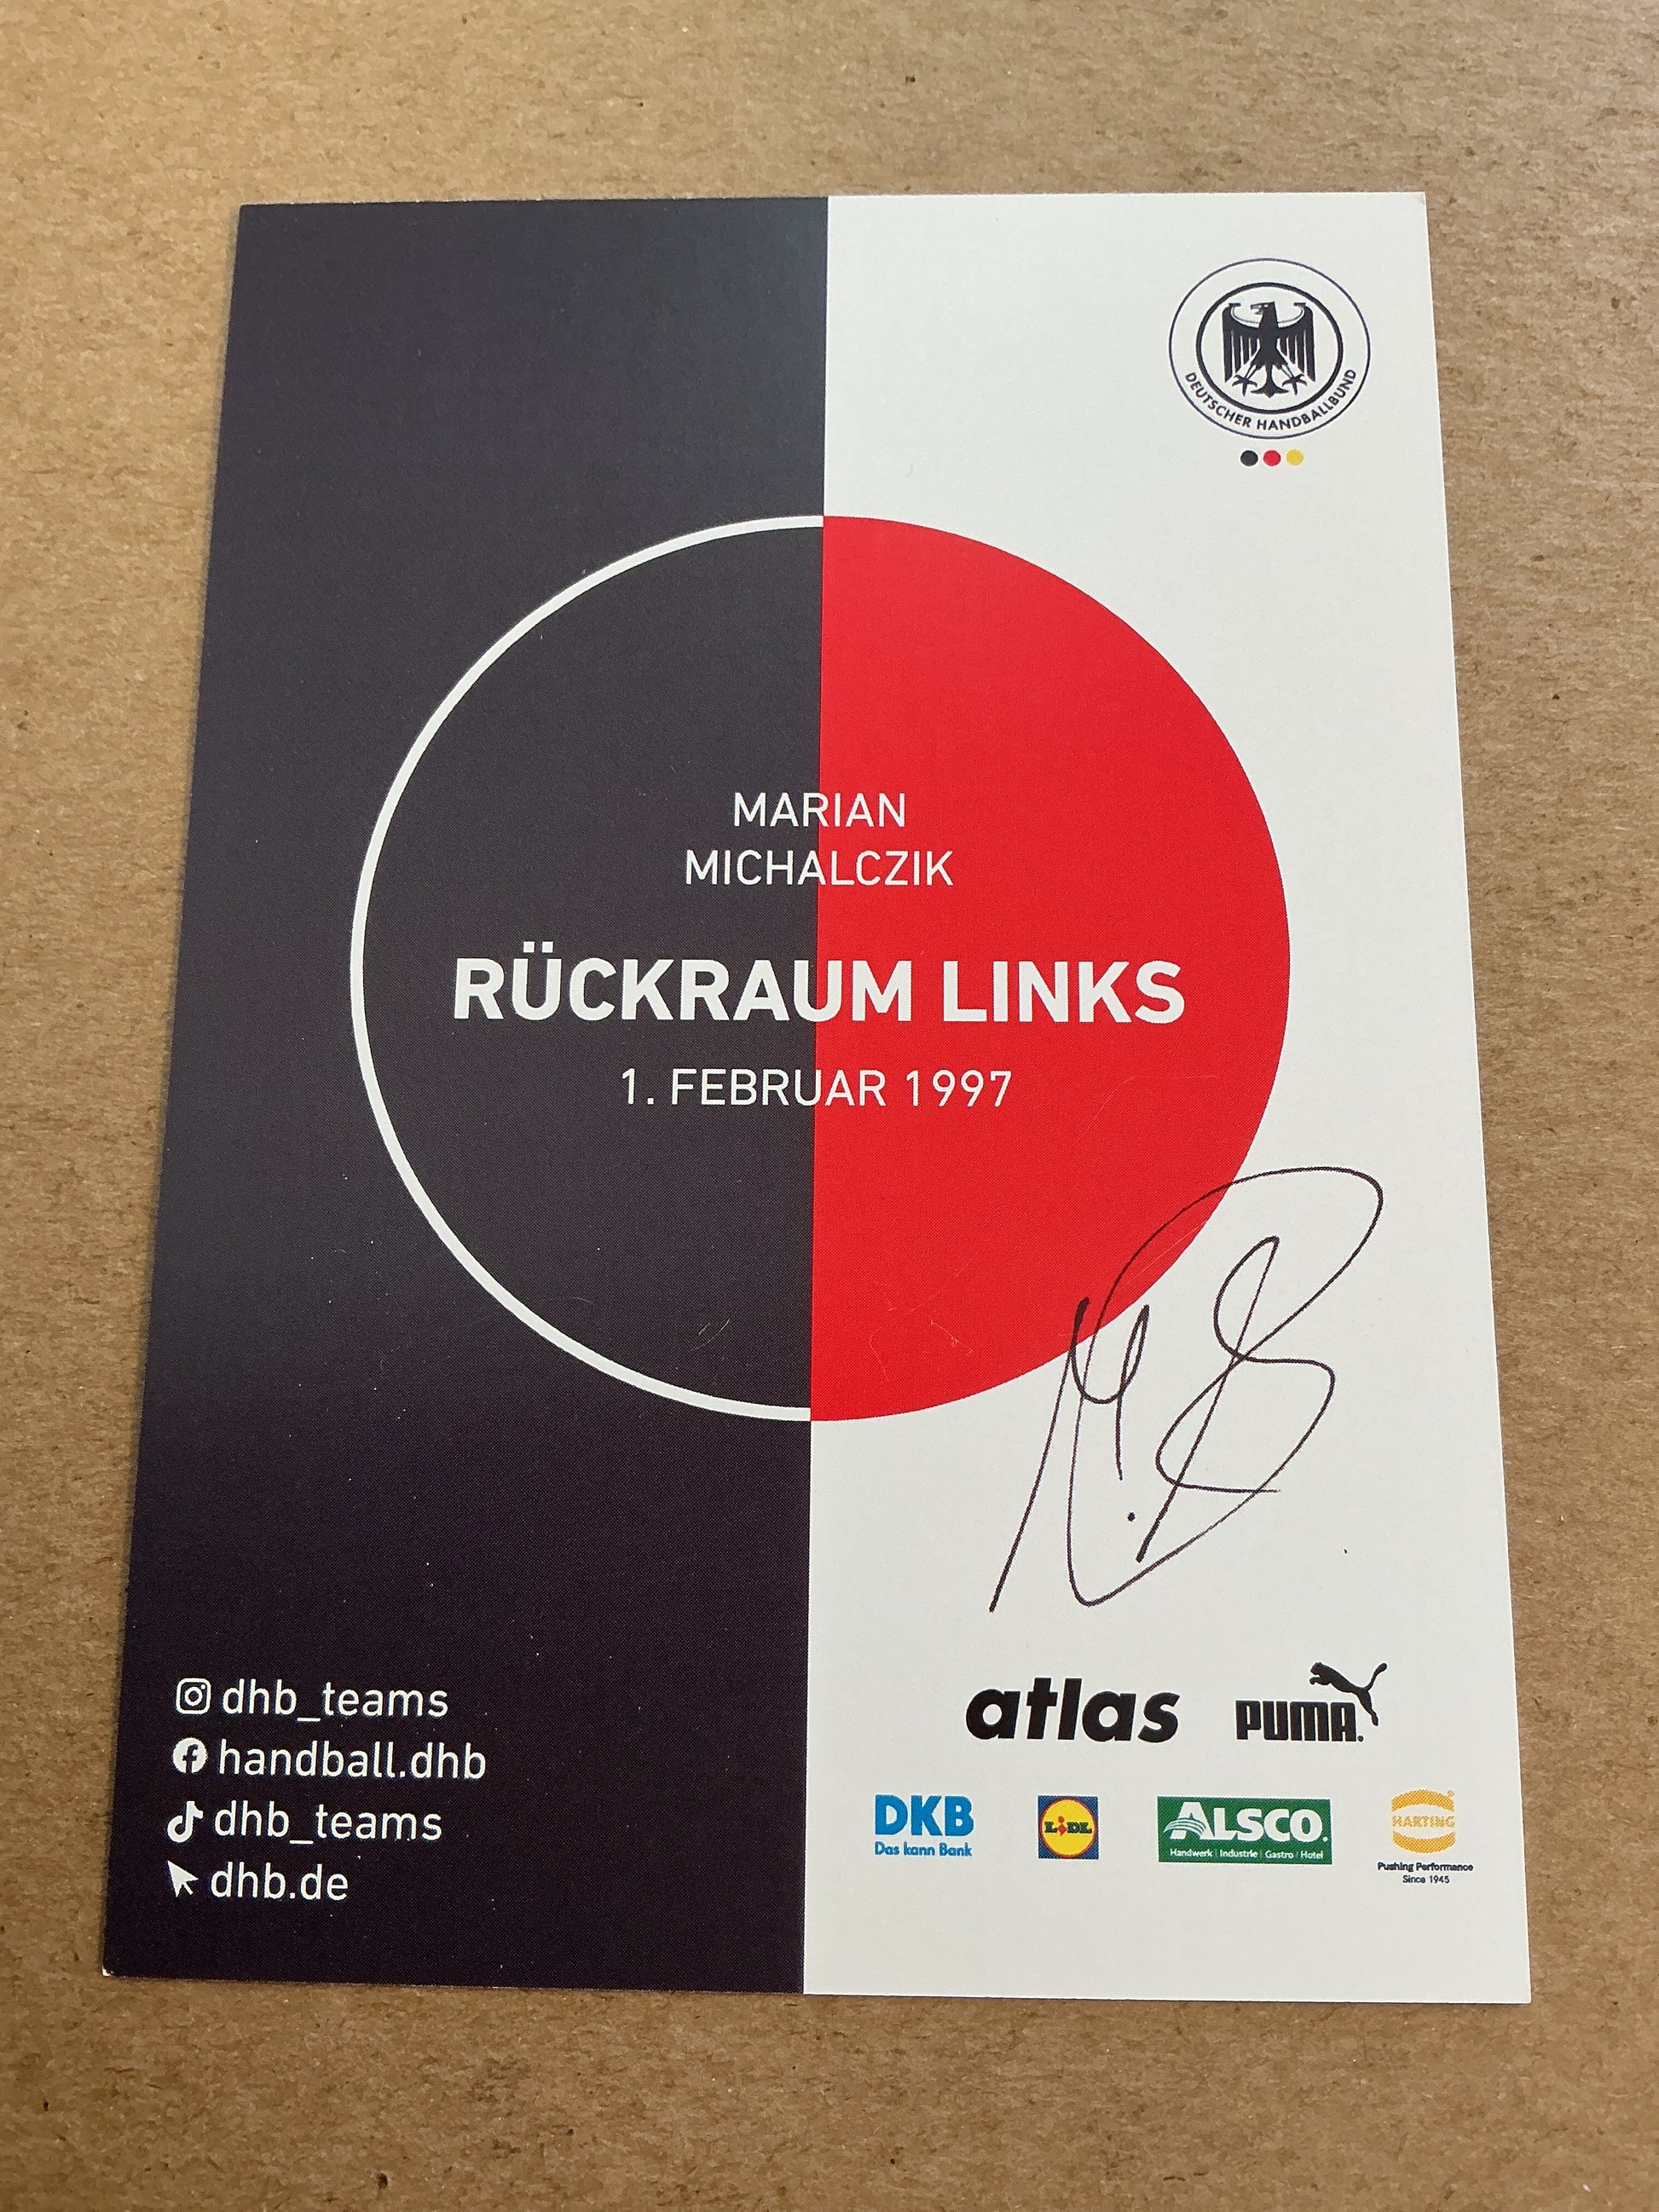 DEUTSCHER HANDBALLBUND
MARIAN
MICHALCZIK
RÜCKRAUM LINKS
1. FEBRUAR 1997
dhb_teams
handball.dhb
dhb_teams
dhb.de
atlas
PUMA
DKB
Das kann Bank
LIDL
ALSCO
Handwerk | Industrie | Gastro | Hotel
HARTING
Pushing Performance
Since 1945